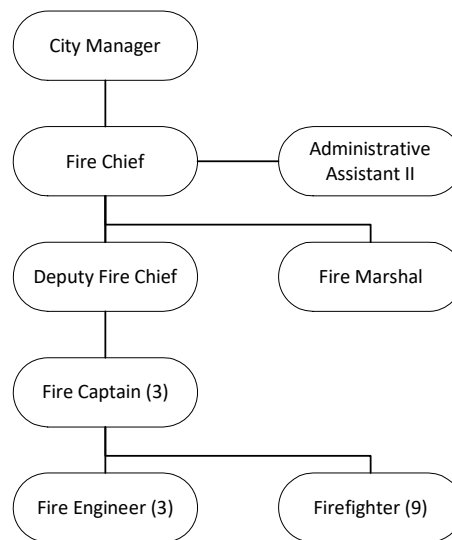 City Manager
Fire Chief
Administrative
Assistant II
Deputy Fire Chief
Fire Marshal
Fire Captain (3)
Fire Engineer (3)
Firefighter (9)